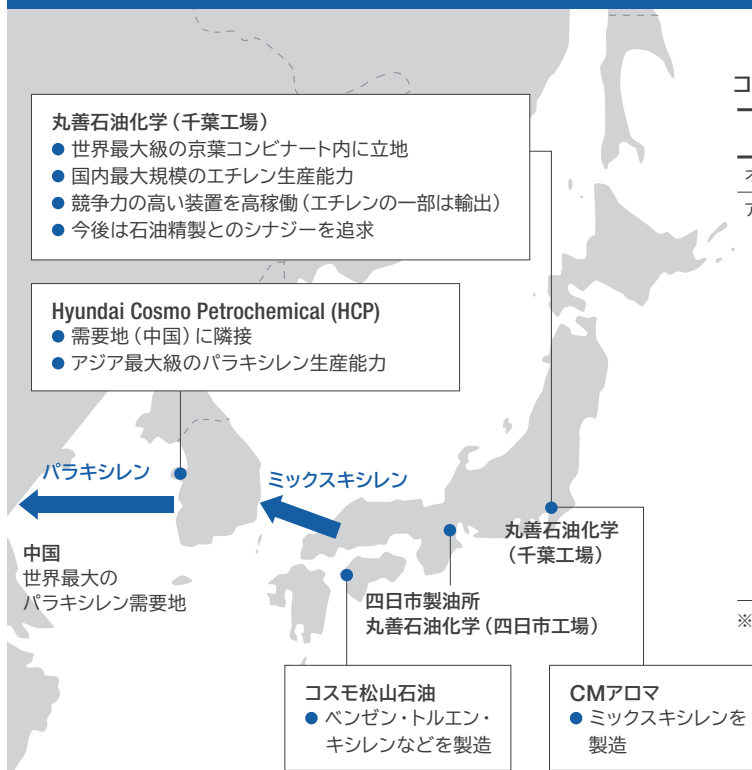 コ
オ
ア
丸善石油化学（千葉工場）
● 世界最大級の京葉コンビナート内に立地
● 国内最大規模のエチレン生産能力
● 競争力の高い装置を高稼働（エチレンの一部は輸出）
● 今後は石油精製とのシナジーを追求
Hyundai Cosmo Petrochemical (HCP)
● 需要地（中国）に隣接
● アジア最大級のパラキシレン生産能力
パラキシレン
ミックスキシレン
中国
世界最大の
パラキシレン需要地
丸善石油化学
（千葉工場）
四日市製油所
丸善石油化学（四日市工場）
※
コスモ松山石油
● ベンゼン・トルエン・
キシレンなどを製造
CMアロマ
● ミックスキシレンを
製造